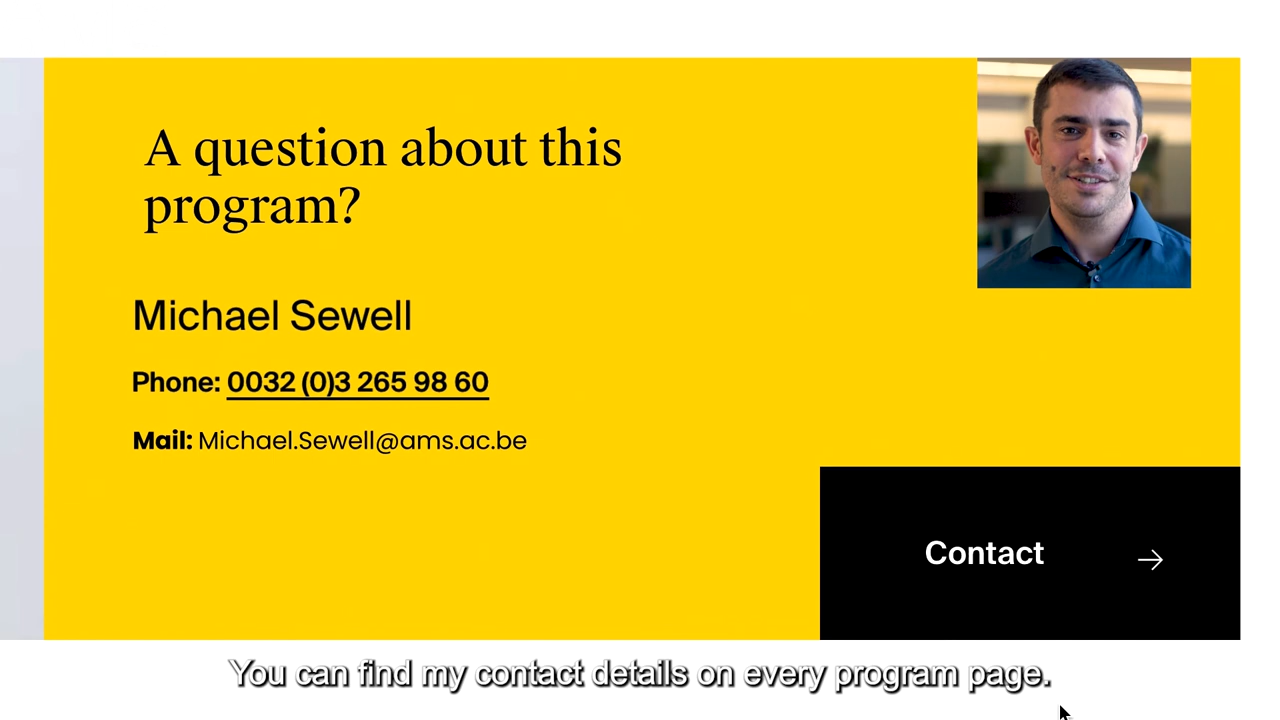 A question about this
program?
Michael Sewell
Phone: 0032 (0)3 265 98 60
Mail: Michael.Sewell@ams.ac.be
Contact
You can find my contact details on every program page.